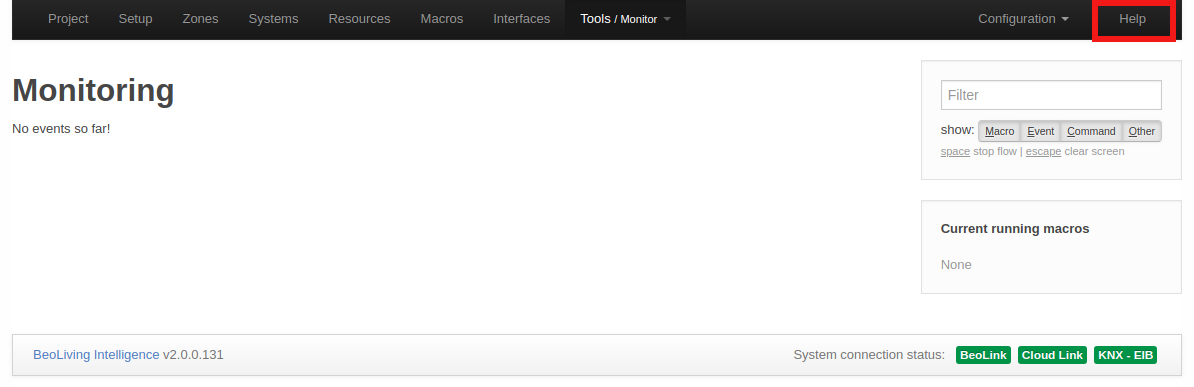 Project Setup Zones Systems Resources Macros Interfaces Tools / Monitor Configuration Help
Monitoring
No events so far!
Filter
show: Macro Event Command Other
space stop flow | escape clear screen
Current running macros
None
BeoLiving Intelligence v2.0.0.131 System connection status: BeoLink Cloud Link KNX - EIB